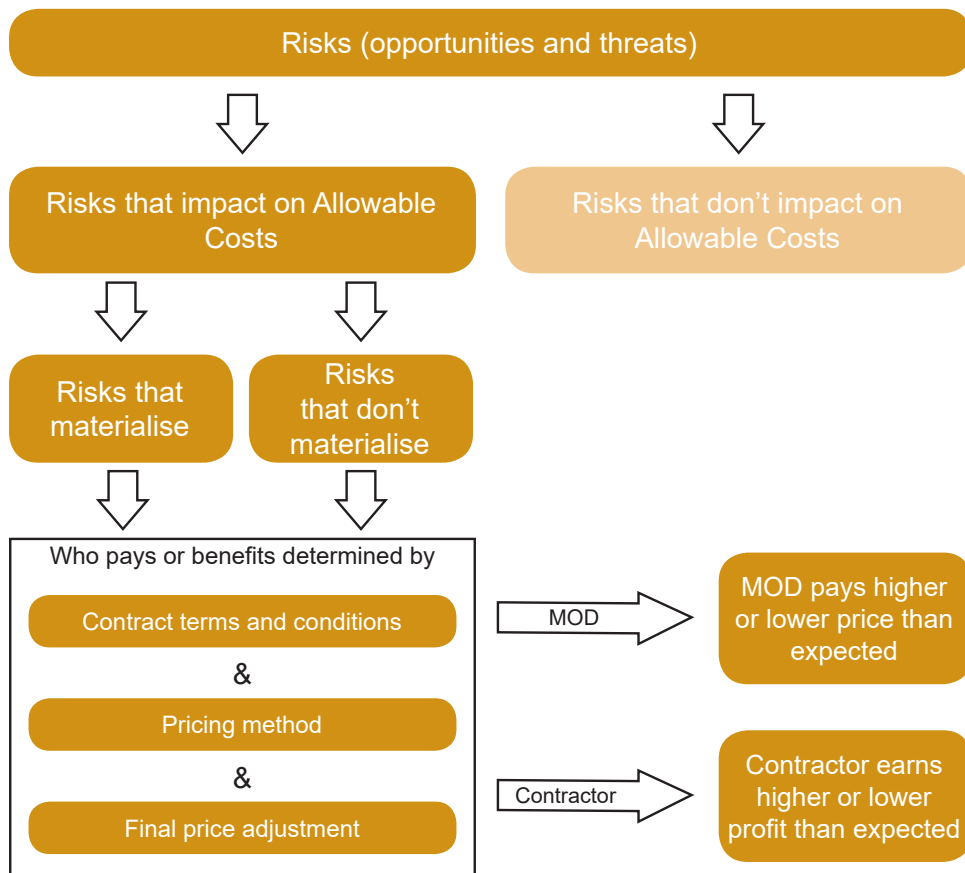 Risks (opportunities and threats)
Risks that impact on Allowable
Costs
Risks that don’t impact on
Allowable Costs
Risks that
materialise
Risks
that don’t
materialise
Who pays or benefits determined by
Contract terms and conditions
&
Pricing method
&
Final price adjustment
MOD
MOD pays higher
or lower price than
expected
Contractor
Contractor earns
higher or lower
profit than expected